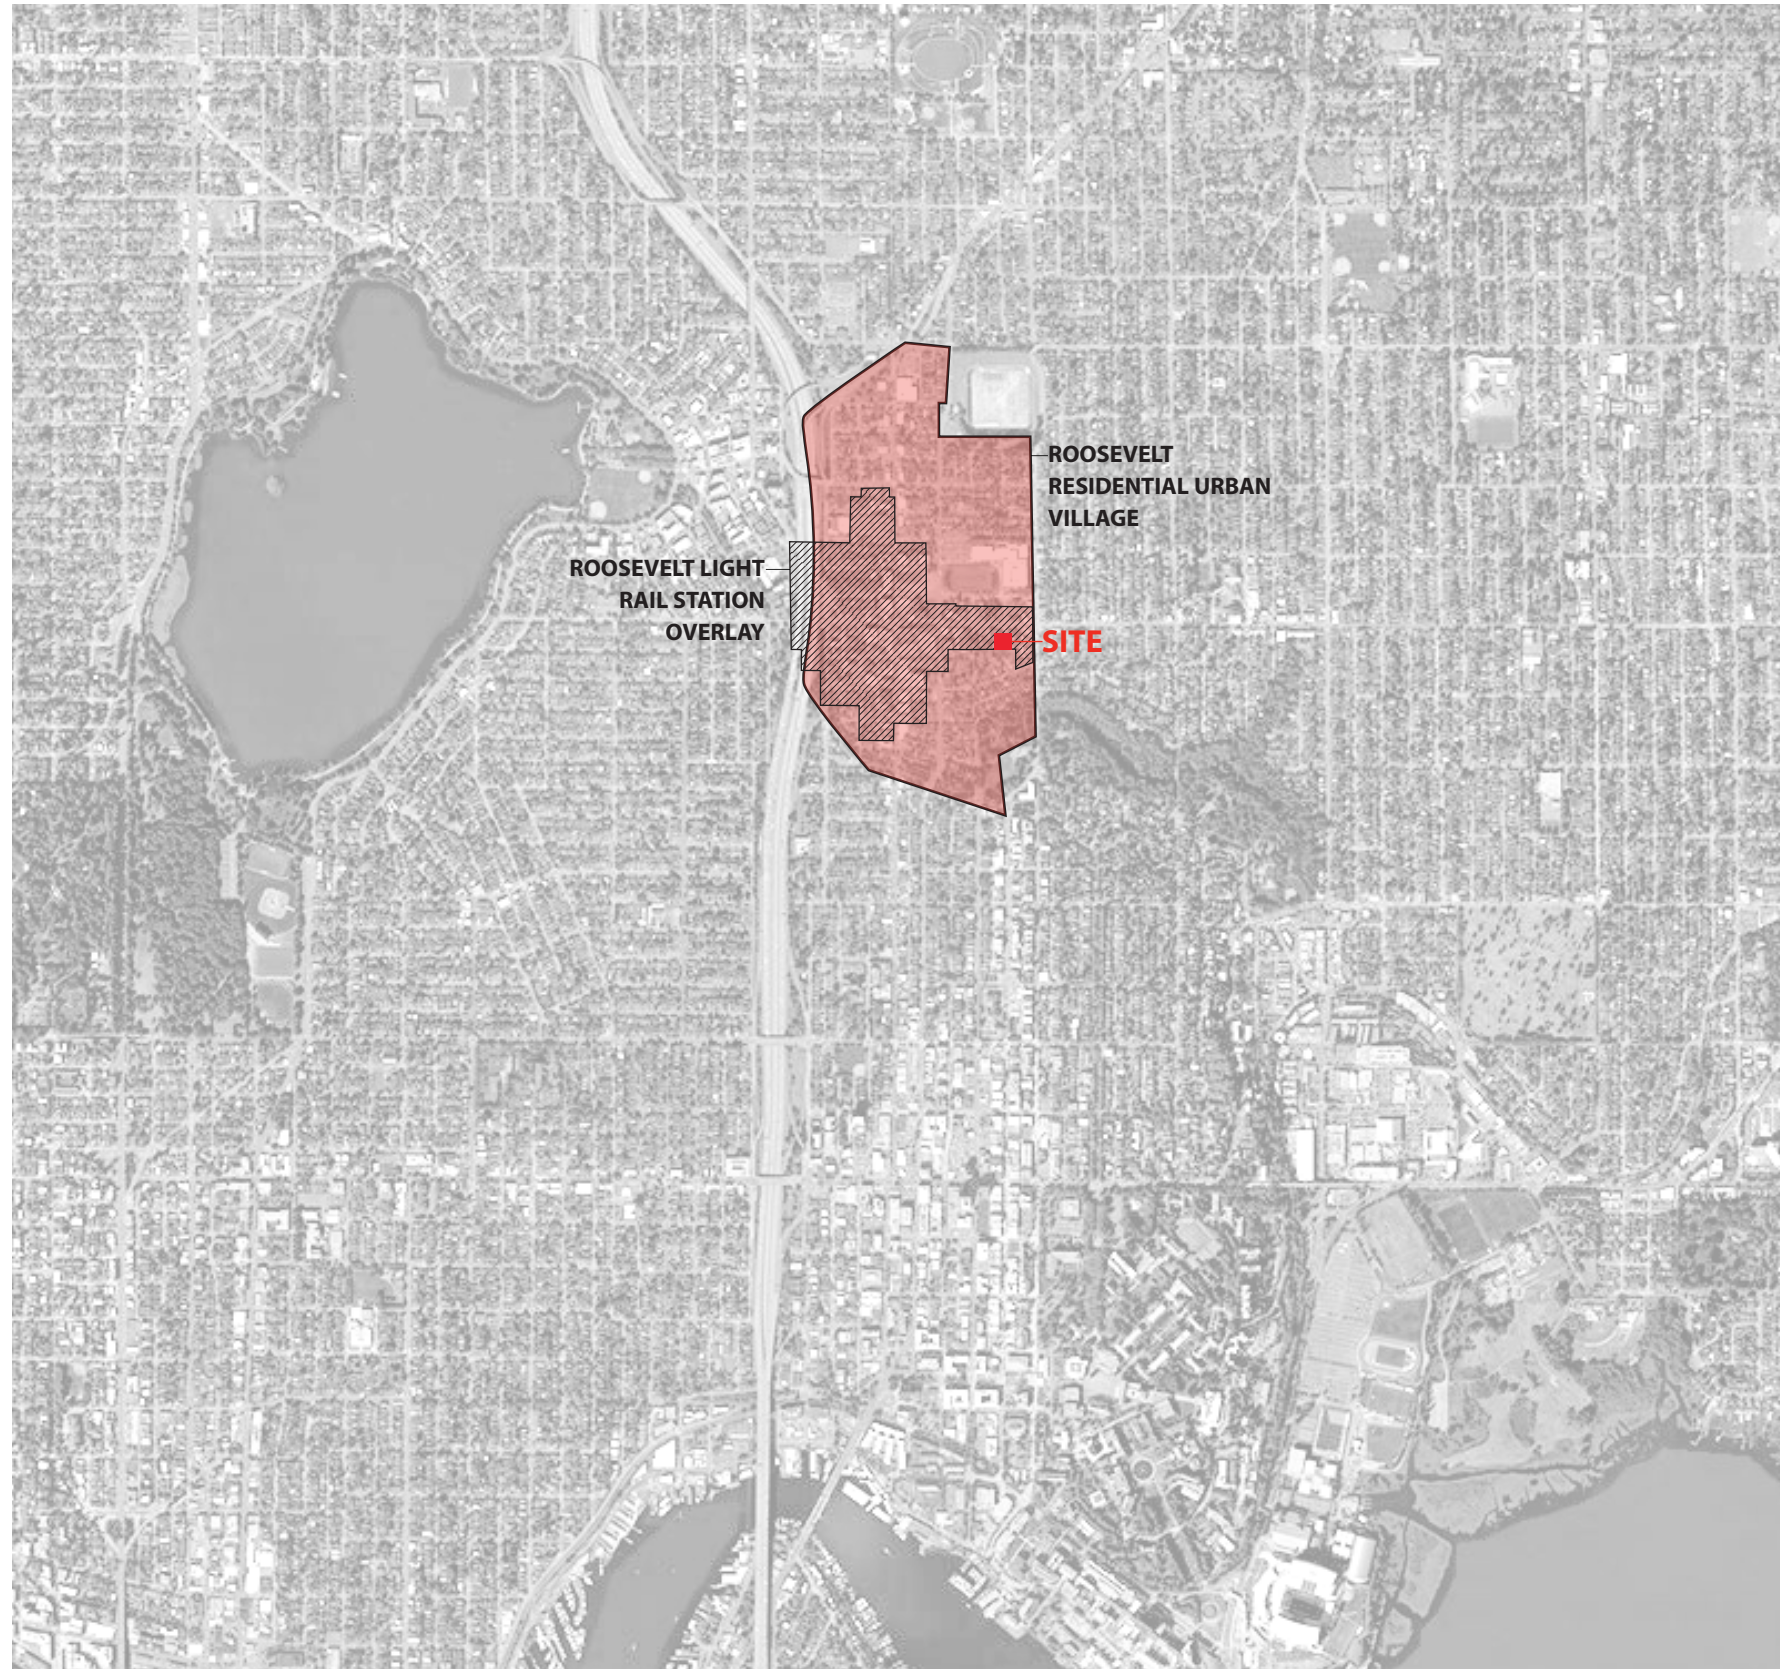 ROOSEVELT
RESIDENTIAL URBAN
VILLAGE
ROOSEVELT LIGHT
RAIL STATION
OVERLAY
SITE